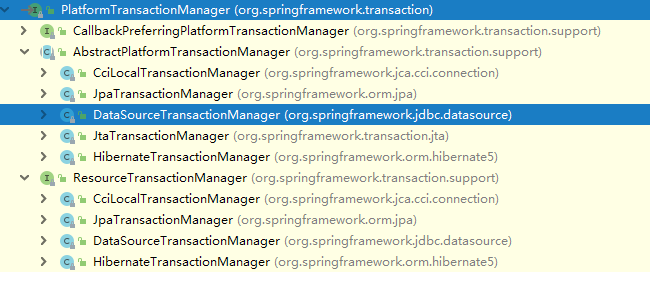 PlatformTransactionManager (org.springframework.transaction)
CallbackPreferringPlatformTransactionManager (org.springframework.transaction.support)
AbstractPlatformTransactionManager (org.springframework.transaction.support)
CciLocalTransactionManager (org.springframework.jca.cci.connection)
JpaTransactionManager (org.springframework.orm.jpa)
DataSourceTransactionManager (org.springframework.jdbc.datasource)
JtaTransactionManager (org.springframework.transaction.jta)
HibernateTransactionManager (org.springframework.orm.hibernate5)
ResourceTransactionManager (org.springframework.transaction.support)
CciLocalTransactionManager (org.springframework.jca.cci.connection)
JpaTransactionManager (org.springframework.orm.jpa)
DataSourceTransactionManager (org.springframework.jdbc.datasource)
HibernateTransactionManager (org.springframework.orm.hibernate5)